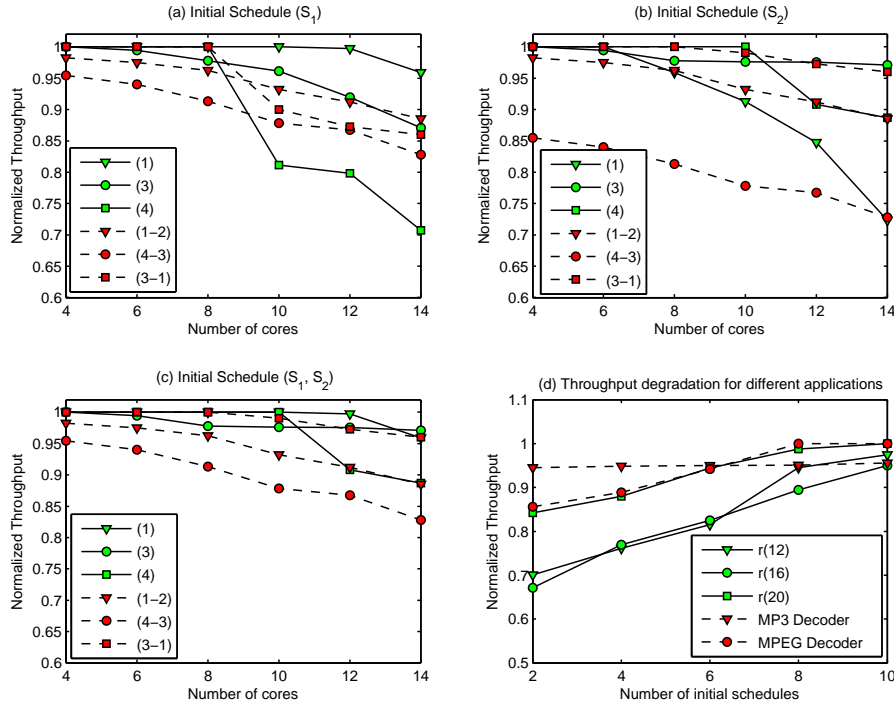 (a) Initial Schedule (S1)
1
0.95
0.9
0.85
0.8
0.75
0.7
0.65
0.6
4 6 8 10 12 14
Number of cores
Normalized Throughput
(1)
(3)
(4)
(1−2)
(4−3)
(3−1)
(b) Initial Schedule (S2)
1
0.95
0.9
0.85
0.8
0.75
0.7
0.65
0.6
4 6 8 10 12 14
Number of cores
Normalized Throughput
(1)
(3)
(4)
(1−2)
(4−3)
(3−1)
(c) Initial Schedule (S1, S2)
1
0.95
0.9
0.85
0.8
0.75
0.7
0.65
0.6
4 6 8 10 12 14
Number of cores
Normalized Throughput
(1)
(3)
(4)
(1−2)
(4−3)
(3−1)
(d) Throughput degradation for different applications
1.1
1
0.9
0.8
0.7
0.6
0.5
2 4 6 8 10
Number of initial schedules
Normalized Throughput
r(12)
r(16)
r(20)
MP3 Decoder
MPEG Decoder